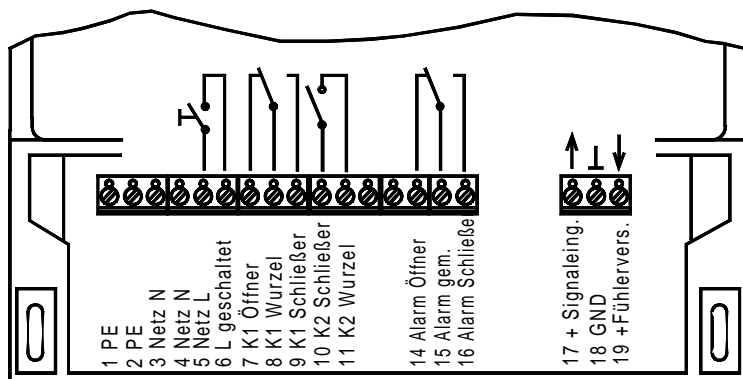 1 PE
2 PE
3 Netz N
4 Netz N
5 Netz L
6 L geschaltet
7 K1 Öffner
8 K1 Wurzel
9 K1 Schließer
10 K2 Schließer
11 K2 Wurzel
14 Alarm Öffner
15 Alarm gem.
16 Alarm Schließer
17 + Signaleing.
18 GND
19 +Fühlervers.